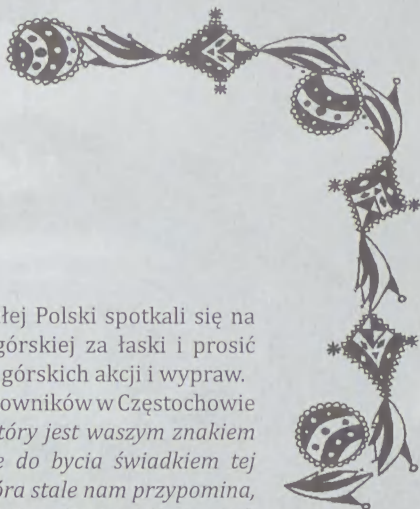 łej Polski spotkali się na
górskiej za łaski i prosić
górskich akcji i wypraw.
owników w Częstochowie
tóry jest waszym znakiem
e do bycia świadkiem tej
óra stale nam przypomina,